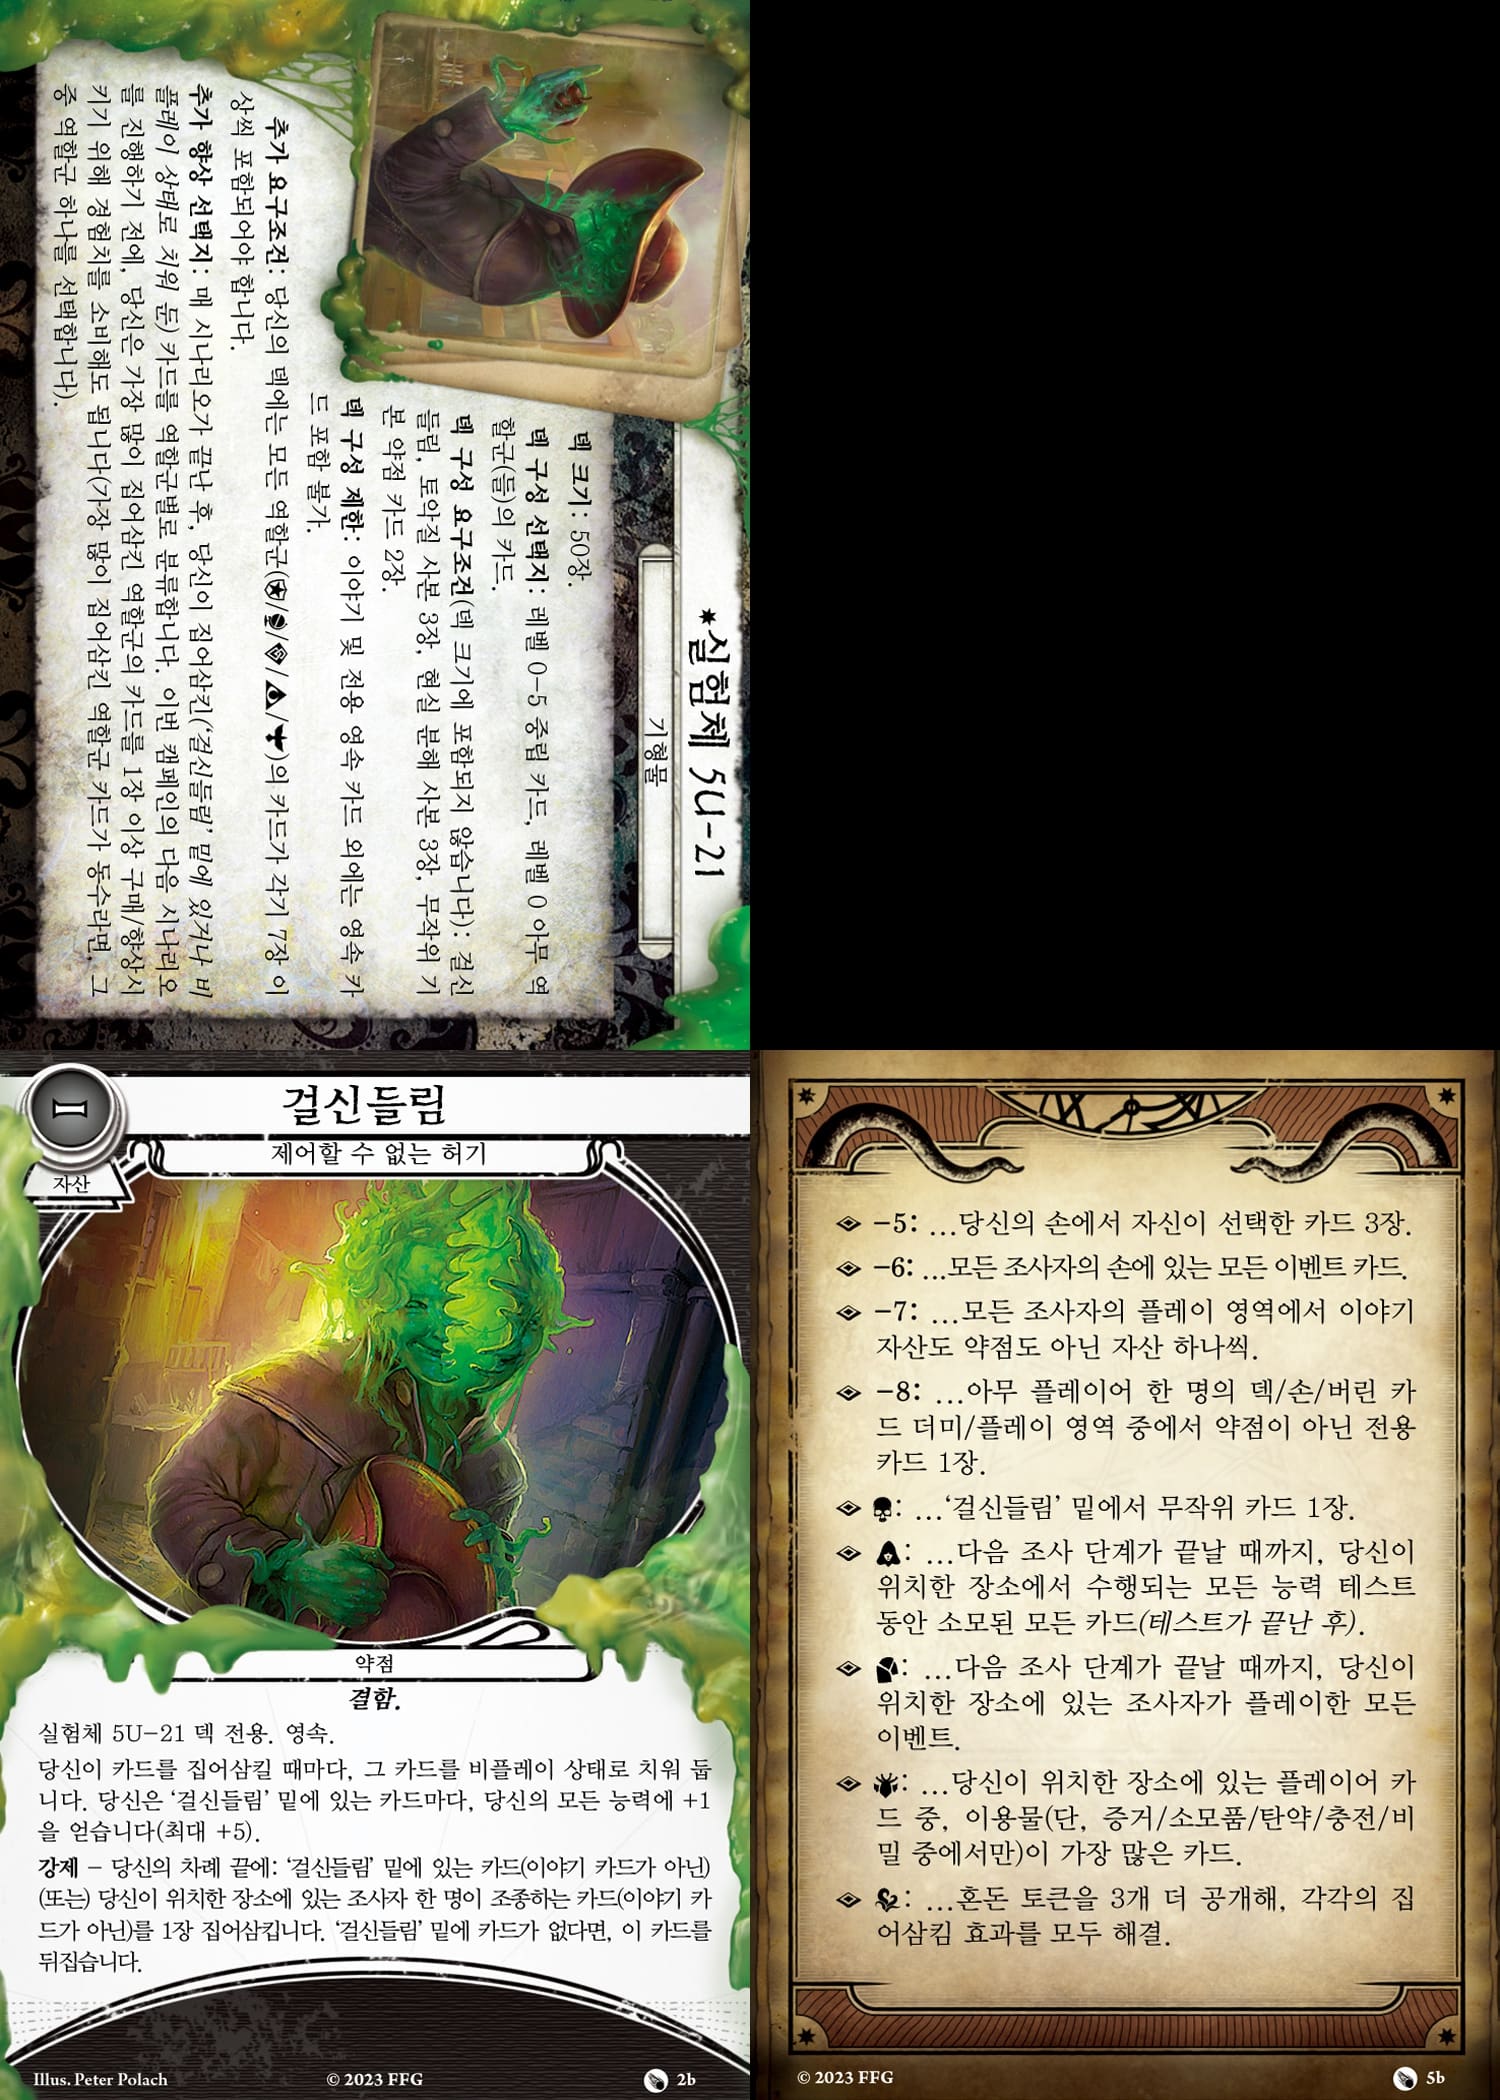 *실험체 5U-21
기형물
덱 크기: 50장.
덱 구성 선택지: 레벨 0-5 중립 카드, 레벨 0 아무 역
할군(들)의 카드.
덱 구성 요구조건(덱 크기에 포함되지 않습니다): 걸신
들림, 토악질 사본 3장, 현실 분해 사본 3장, 무작위 기
본 약점 카드 2장.
덱 구성 제한: 이야기 및 전용 영속 카드 외에는 영속 카
드 포함 불가.
추가 요구조건: 당신의 덱에는 모든 역할군(/////)의 카드가 각기 7장 이
상씩 포함되어야 합니다.
추가 향상 선택지: 매 시나리오가 끝난 후, 당신이 집어삼킨('걸신들림' 밑에 있거나 비
플레이 상태로 치워 둔) 카드를 역할군별로 분류합니다. 이번 캠페인의 다음 시나리오
를 진행하기 전에, 당신은 가장 많이 집어삼킨 역할군의 카드를 1장 이상 구매/향상시
키기 위해 경험치를 소비해도 됩니다(가장 많이 집어삼킨 역할군 카드가 동수라면, 그
중 역할군 하나를 선택합니다).
걸신들림
제어할 수 없는 허기
자산
약점
결함.
실험체 5U-21 덱 전용. 영속.
당신이 카드를 집어삼킬 때마다, 그 카드를 비플레이 상태로 치워 둡
니다. 당신은 '걸신들림' 밑에 있는 카드마다, 당신의 모든 능력에 +1
을 얻습니다(최대 +5).
강제 - 당신의 차례 끝에: '걸신들림' 밑에 있는 카드(이야기 카드가 아닌)
(또는) 당신이 위치한 장소에 있는 조사자 한 명이 조종하는 카드(이야기 카
드가 아닌)를 1장 집어삼킵니다. '걸신들림' 밑에 카드가 없다면, 이 카드를
뒤집습니다.
Illus. Peter Polach
© 2023 FFG
2b
-5: …당신의 손에서 자신이 선택한 카드 3장.
-6: …모든 조사자의 손에 있는 모든 이벤트 카드.
-7: …모든 조사자의 플레이 영역에서 이야기
자산도 약점도 아닌 자산 하나씩.
-8: …아무 플레이어 한 명의 덱/손/버린 카
드 더미/플레이 영역 중에서 약점이 아닌 전용
카드 1장.
: …'걸신들림' 밑에서 무작위 카드 1장.
: …다음 조사 단계가 끝날 때까지, 당신이
위치한 장소에서 수행되는 모든 능력 테스트
동안 소모된 모든 카드(테스트가 끝난 후).
: …다음 조사 단계가 끝날 때까지, 당신이
위치한 장소에 있는 조사자가 플레이한 모든
이벤트.
: …당신이 위치한 장소에 있는 플레이어 카
드 중, 이용물(단, 증거/소모품/탄약/충전/비
밀 중에서만)이 가장 많은 카드.
: …혼돈 토큰을 3개 더 공개해, 각각의 집
어삼킴 효과를 모두 해결.
© 2023 FFG
5b